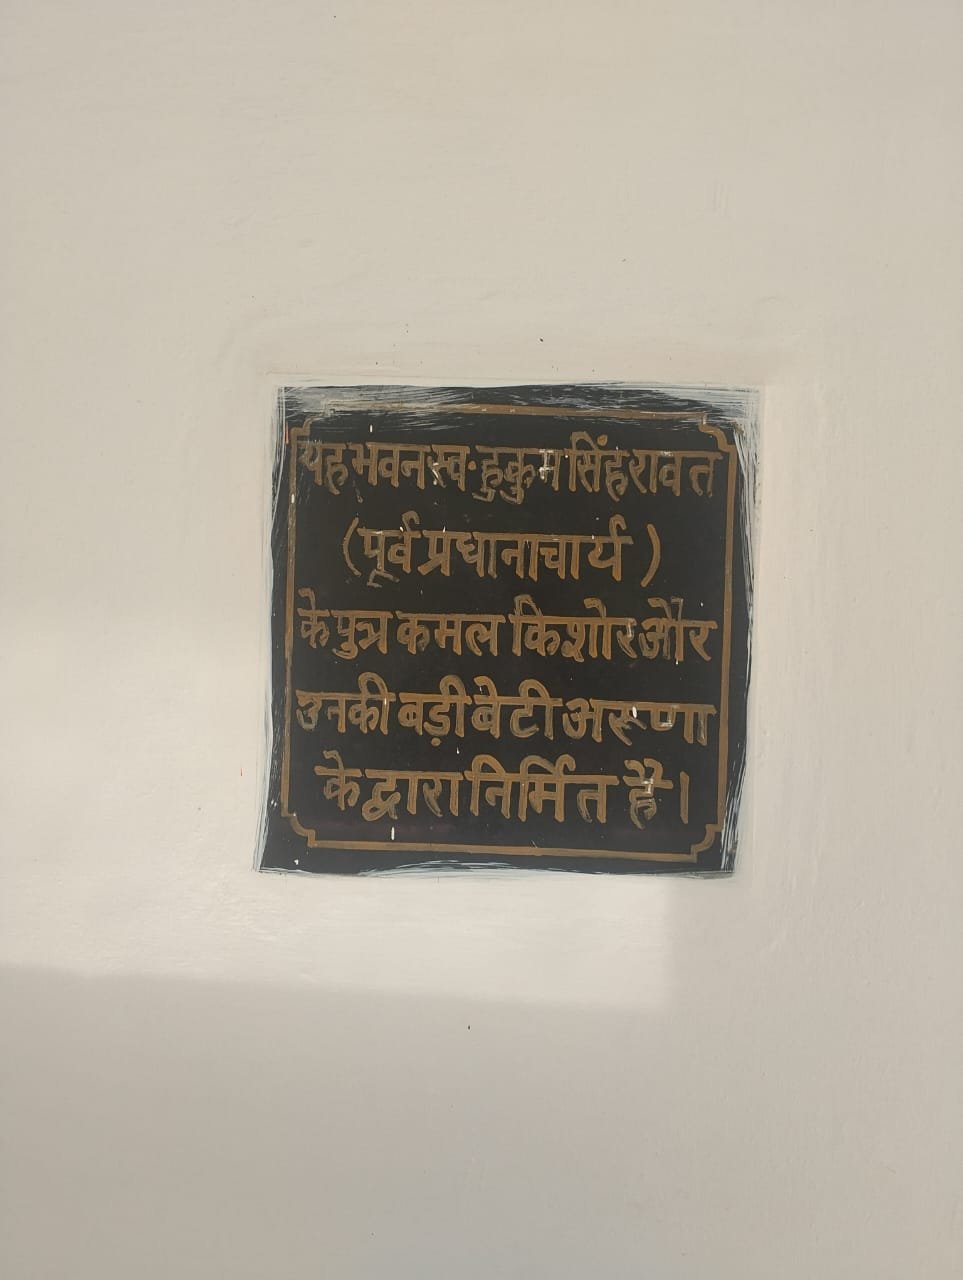 यह भवन स्व. हुकुम सिंह रावत
(पूर्व प्रधानाचार्य)
के पुत्र कमल किशोर और
उनकी बड़ी बेटी अरूणा
के द्वारा निर्मित है।